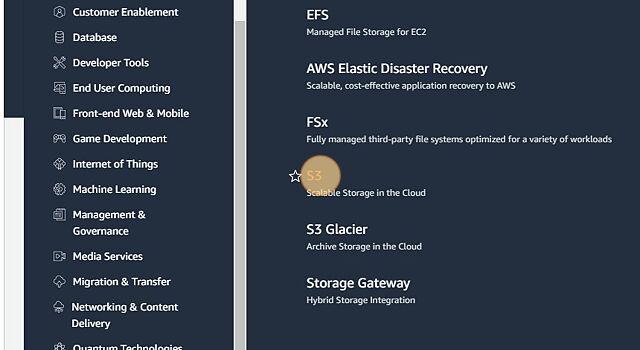 Customer Enablement
Database
Developer Tools
End User Computing
Front-end Web & Mobile
Game Development
Internet of Things
Machine Learning
Management &
Governance
Media Services
Migration & Transfer
Networking & Content
Delivery
Quantum Technologies
EFS
Managed File Storage for EC2
AWS Elastic Disaster Recovery
Scalable, cost-effective application recovery to AWS
FSx
Fully managed third-party file systems optimized for a variety of workloads
S3
Scalable Storage in the Cloud
S3 Glacier
Archive Storage in the Cloud
Storage Gateway
Hybrid Storage Integration